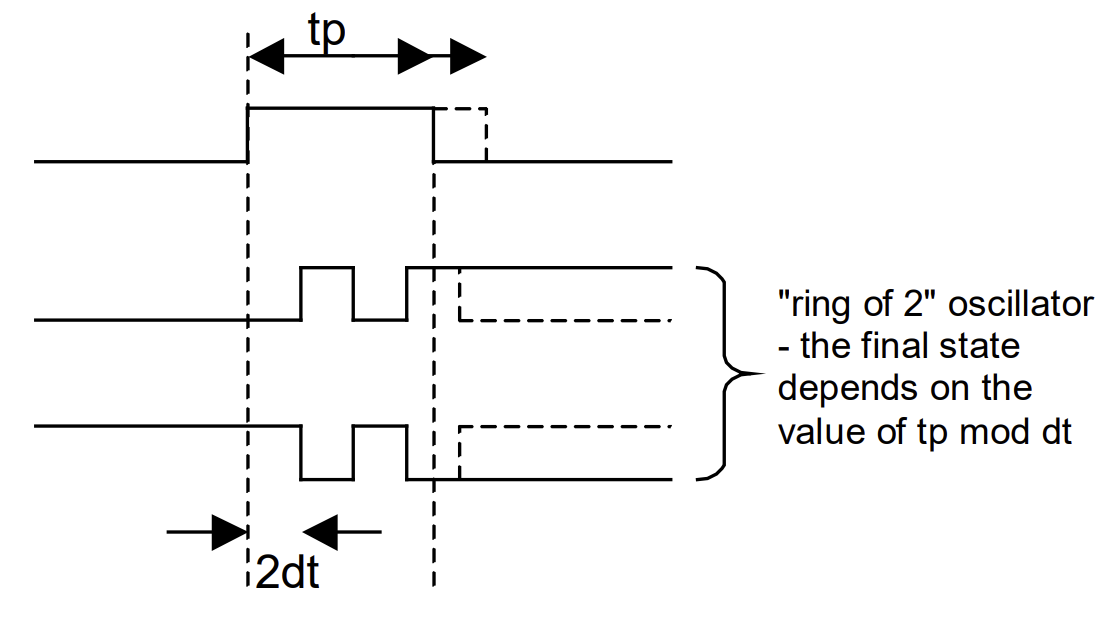 tp
"ring of 2" oscillator
- the final state
depends on the
value of tp mod dt
2dt